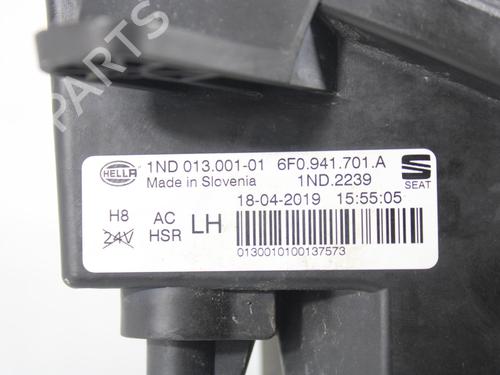 HELLA
1ND 013.001-01 6F0.941.701.A
Made in Slovenia 1ND.2239
SEAT
18-04-2019 15:55:05
H8 AC LH
24V HSR
0130010100137573
B-PARTS